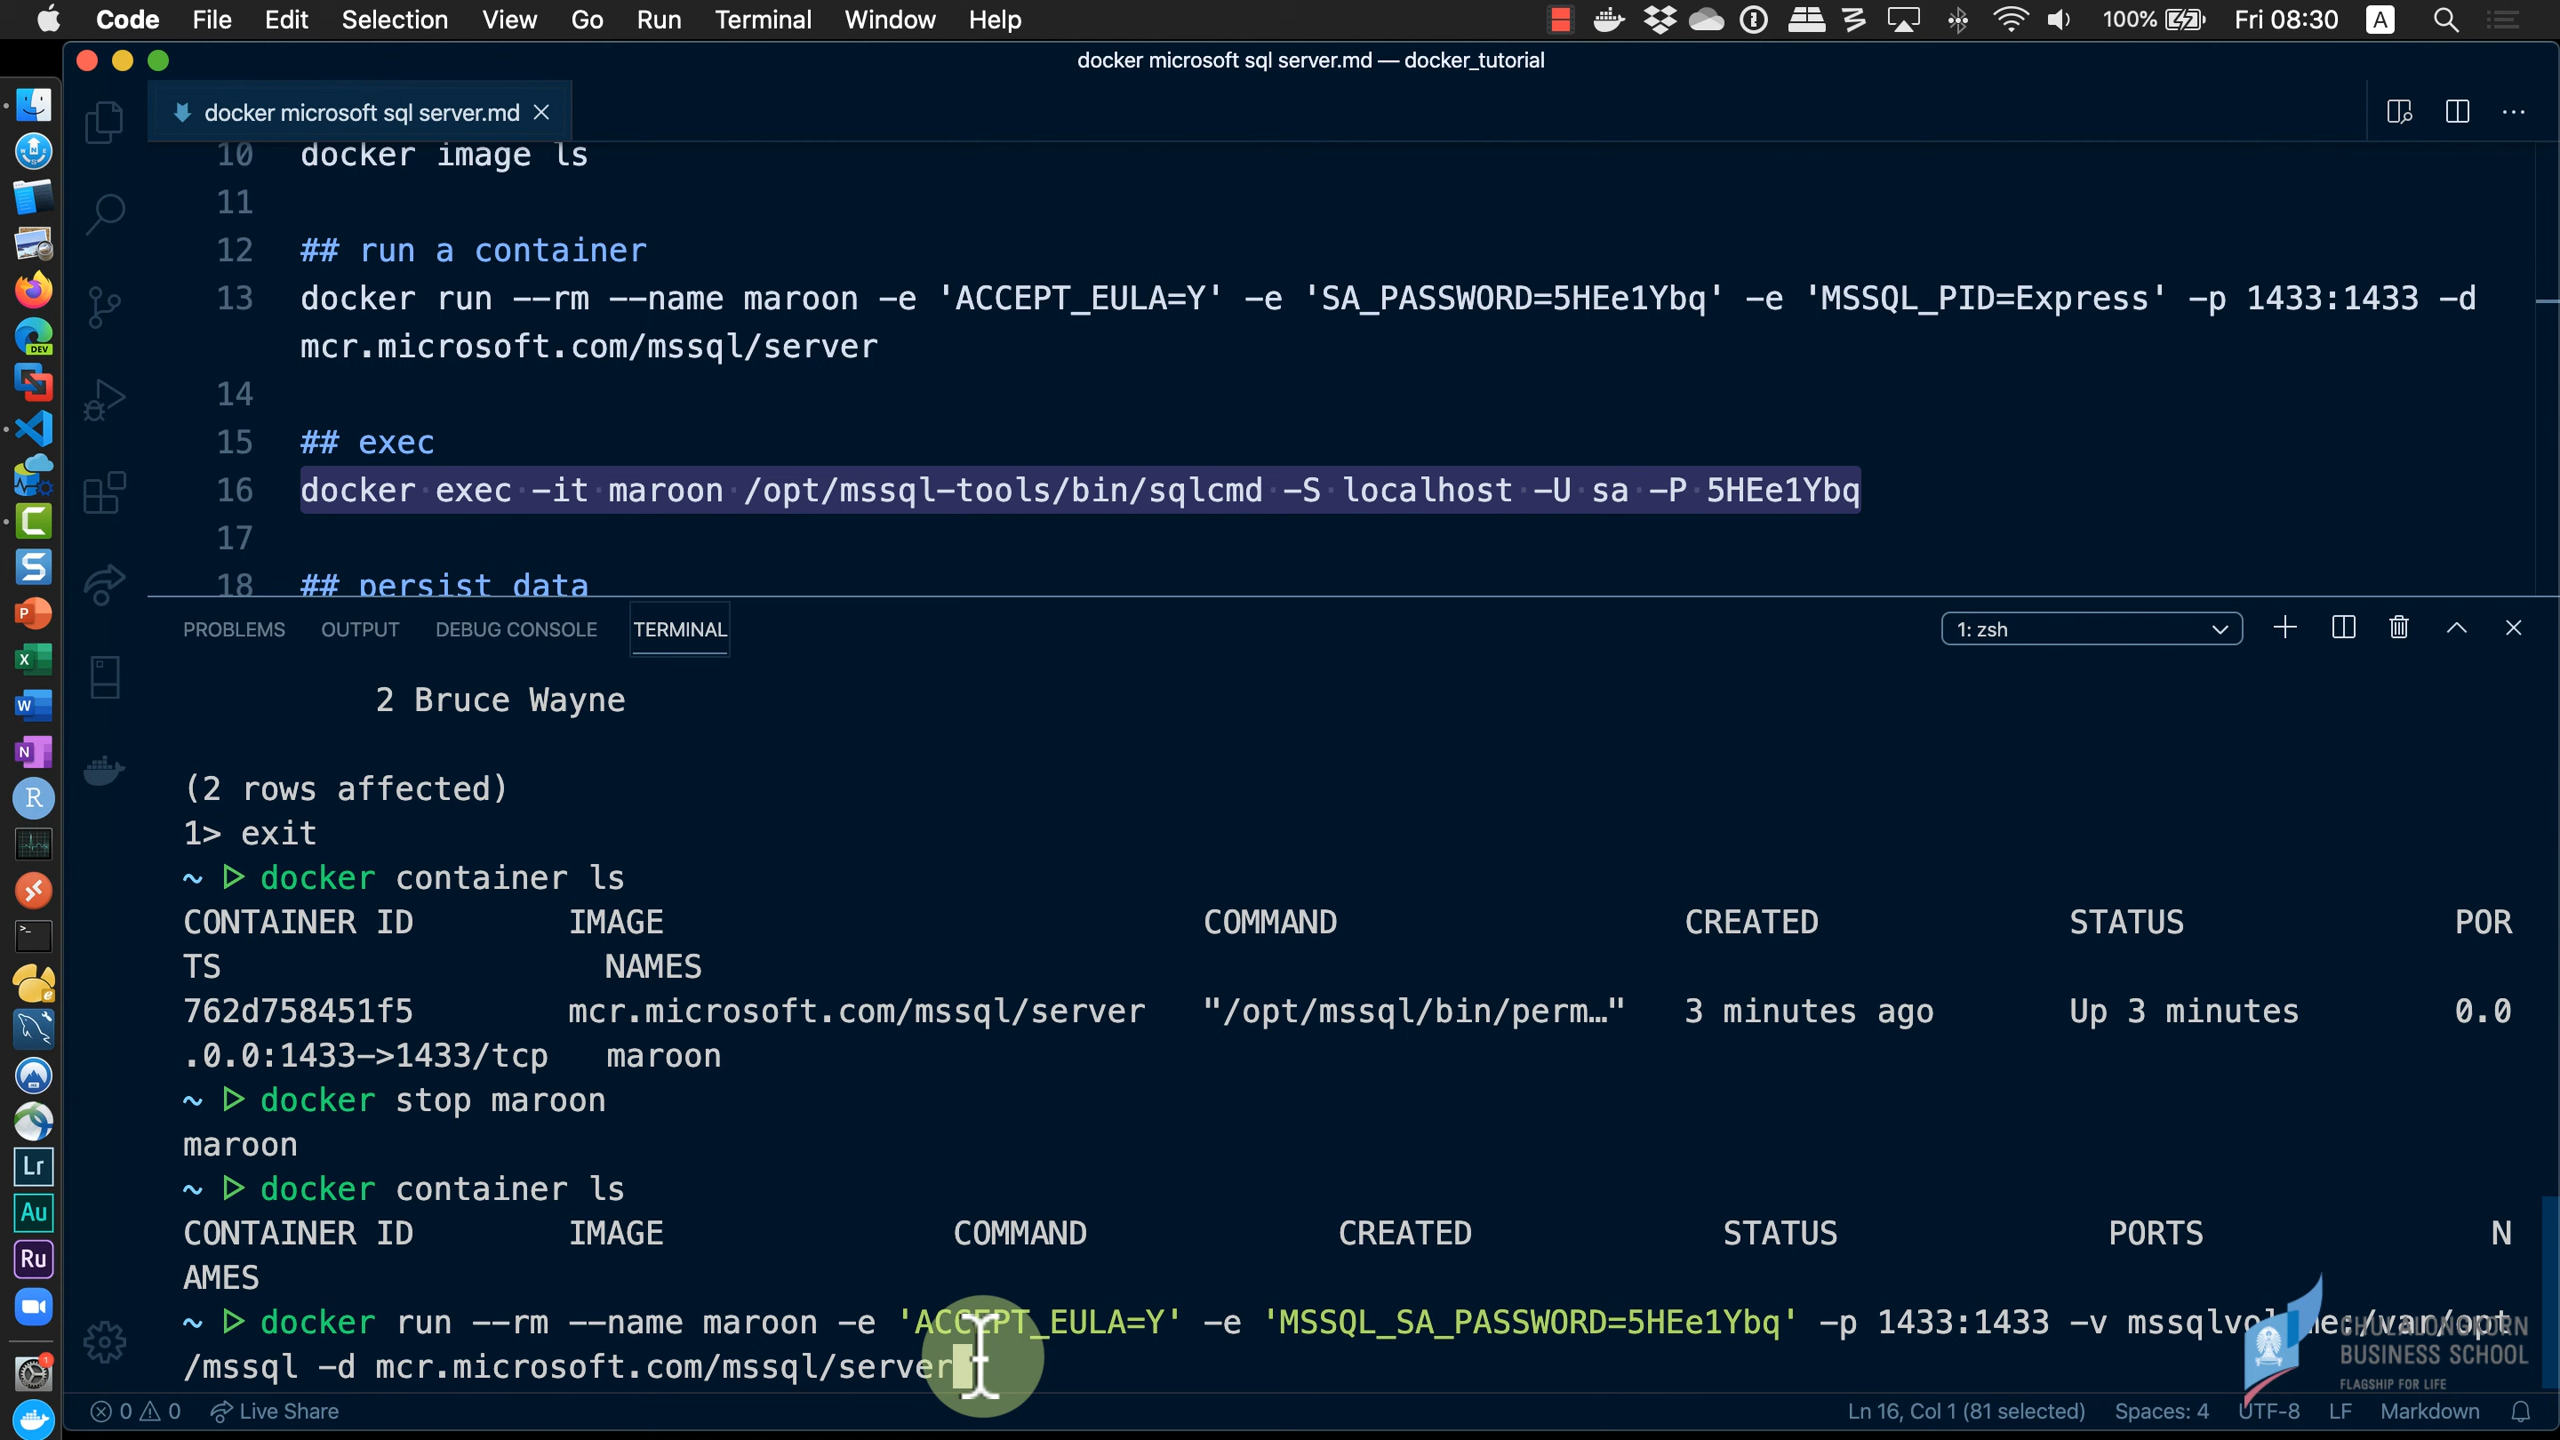 Code File Edit Selection View Go Run Terminal Window Help 100% Fri 08:30 A
docker microsoft sql server.md — docker_tutorial
docker microsoft sql server.md
10 docker image ls
11
12 ## run a container
13 docker run --rm --name maroon -e 'ACCEPT_EULA=Y' -e 'SA_PASSWORD=5HEe1Ybq' -e 'MSSQL_PID=Express' -p 1433:1433 -d
mcr.microsoft.com/mssql/server
14
15 ## exec
16 docker exec -it maroon /opt/mssql-tools/bin/sqlcmd -S localhost -U sa -P 5HEe1Ybq
17
18 ## persist data
PROBLEMS OUTPUT DEBUG CONSOLE TERMINAL 1: zsh
2 Bruce Wayne
(2 rows affected)
1> exit
~ ▷ docker container ls
CONTAINER ID IMAGE COMMAND CREATED STATUS POR
TS NAMES
762d758451f5 mcr.microsoft.com/mssql/server "/opt/mssql/bin/perm…" 3 minutes ago Up 3 minutes 0.0
.0.0:1433->1433/tcp maroon
~ ▷ docker stop maroon
maroon
~ ▷ docker container ls
CONTAINER ID IMAGE COMMAND CREATED STATUS PORTS N
AMES
~ ▷ docker run --rm --name maroon -e 'ACCEPT_EULA=Y' -e 'MSSQL_SA_PASSWORD=5HEe1Ybq' -p 1433:1433 -v mssqlvolume:/var/opt
/mssql -d mcr.microsoft.com/mssql/server
CHULALONGKORN
BUSINESS SCHOOL
FLAGSHIP FOR LIFE
0 0 Live Share Ln 16, Col 1 (81 selected) Spaces: 4 UTF-8 LF Markdown
DEV
S
P
X
W
N
R
Lr
Au
Ru
1